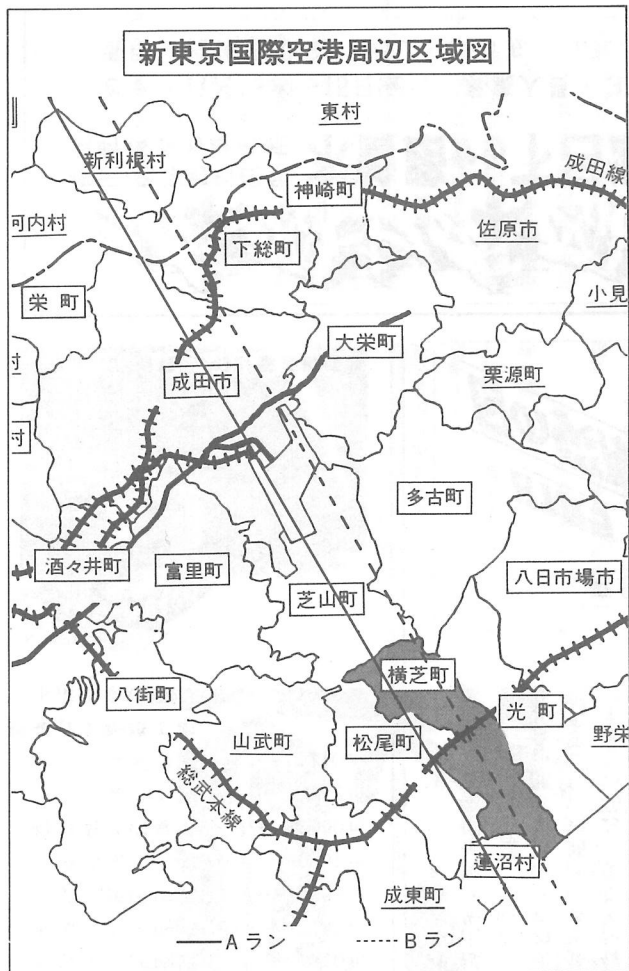 新東京国際空港周辺区域図
東村
新利根村
成田線
神崎町
河内村
佐原市
下総町
小見
栄町
大栄町
村
成田市
栗源町
村
多古町
酒々井町
富里町
八日市場市
芝山町
横芝町
八街町
光町
山武町
松尾町
野栄
総武本線
蓮沼村
成東町
Aラン
Bラン